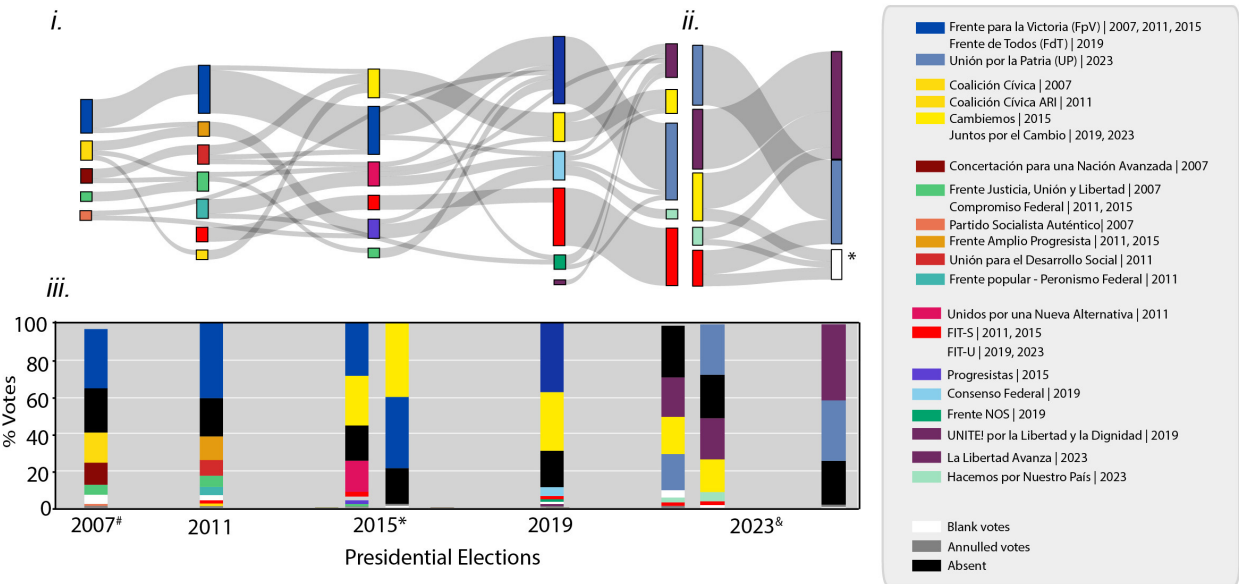 i.
ii.
*
iii.
100
80
60
40
20
0
% Votes
2007#
2011
2015*
2019
2023&
Presidential Elections
Frente para la Victoria (FpV) | 2007, 2011, 2015
Frente de Todos (FdT) | 2019
Unión por la Patria (UP) | 2023
Coalición Cívica | 2007
Coalición Cívica ARI | 2011
Cambiemos | 2015
Juntos por el Cambio | 2019, 2023
Concertación para una Nación Avanzada | 2007
Frente Justicia, Unión y Libertad | 2007
Compromiso Federal | 2011, 2015
Partido Socialista Auténtico| 2007
Frente Amplio Progresista | 2011, 2015
Unión para el Desarrollo Social | 2011
Frente popular - Peronismo Federal | 2011
Unidos por una Nueva Alternativa | 2011
FIT-S | 2011, 2015
FIT-U | 2019, 2023
Progresistas | 2015
Consenso Federal | 2019
Frente NOS | 2019
UNITE! por la Libertad y la Dignidad | 2019
La Libertad Avanza | 2023
Hacemos por Nuestro País | 2023
Blank votes
Annulled votes
Absent